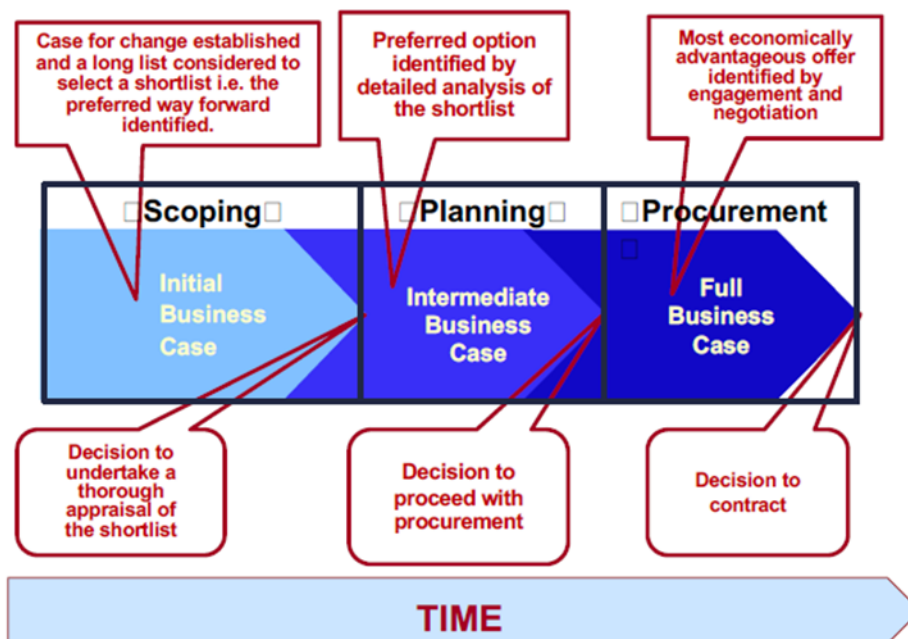 Case for change established
and a long list considered to
select a shortlist i.e. the
preferred way forward
identified.
Preferred option
identified by
detailed analysis of
the shortlist
Most economically
advantageous offer
identified by
engagement and
negotiation
□Scoping□
□Planning□
□Procurement
□
Initial
Business
Case
Intermediate
Business
Case
Full
Business
Case
Decision to
undertake a
thorough
appraisal of
the shortlist
Decision to
proceed with
procurement
Decision to
contract
TIME